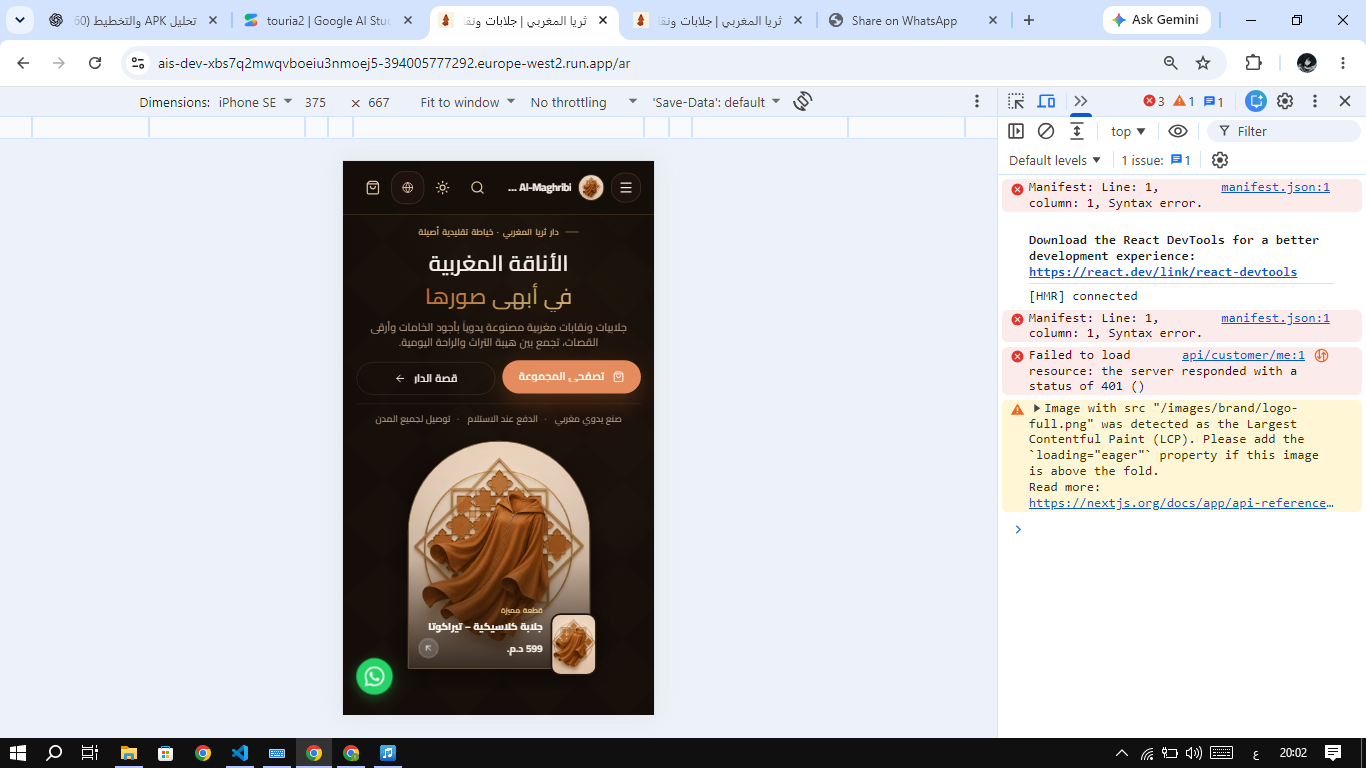 تحليل APK والتخطيط (60
touria2 | Google AI Stu
ثريا المغربي | جلابات ونقا
ثريا المغربي | جلابات ونقا
Share on WhatsApp
Ask Gemini
ais-dev-xbs7q2mwqvboeiu3nmoej5-394005777292.europe-west2.run.app/ar
Dimensions: iPhone SE 375 × 667 Fit to window No throttling 'Save-Data': default
3 1 1
top Filter
Default levels 1 issue: 1
Manifest: Line: 1, manifest.json:1
column: 1, Syntax error.
Download the React DevTools for a better
development experience:
https://react.dev/link/react-devtools
[HMR] connected
Manifest: Line: 1, manifest.json:1
column: 1, Syntax error.
Failed to load api/customer/me:1
resource: the server responded with a
status of 401 ()
Image with src "/images/brand/logo-
full.png" was detected as the Largest
Contentful Paint (LCP). Please add the
`loading="eager"` property if this image
is above the fold.
Read more:
https://nextjs.org/docs/app/api-reference…
... Al-Maghribi
دار ثريا المغربي · خياطة تقليدية أصيلة
الأناقة المغربية
في أبهى صورها
جلابيات ونقابات مغربية مصنوعة يدوياً بأجود الخامات وأرقى
القصات، تجمع بين هيبة التراث والراحة اليومية.
تصفحي المجموعة
قصة الدار
صنع يدوي مغربي · الدفع عند الاستلام · توصيل لجميع المدن
قطعة مميزة
جلابة كلاسيكية – تيراكوتا
599 د.م.
ع 20:02